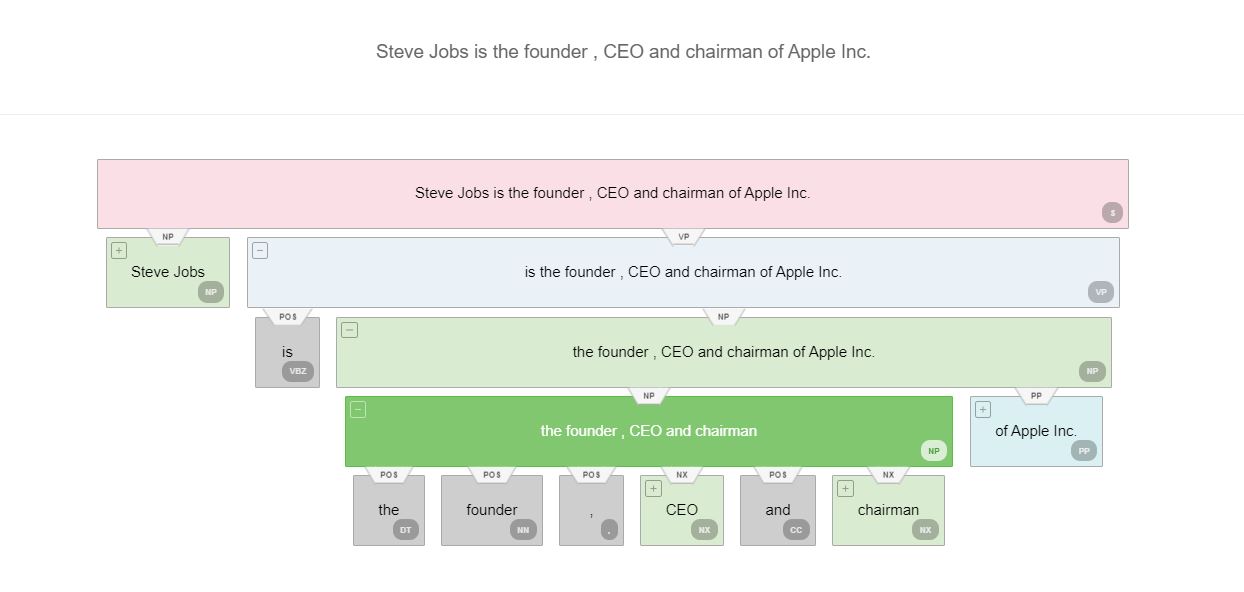 Steve Jobs is the founder , CEO and chairman of Apple Inc.
Steve Jobs is the founder , CEO and chairman of Apple Inc.
S
NP VP
+ −
Steve Jobs is the founder , CEO and chairman of Apple Inc.
NP VP
POS NP
−
is the founder , CEO and chairman of Apple Inc.
VBZ NP
NP PP
− +
the founder , CEO and chairman of Apple Inc.
NP PP
POS POS POS NX POS NX
+ +
the founder , CEO and chairman
DT NN , NX CC NX